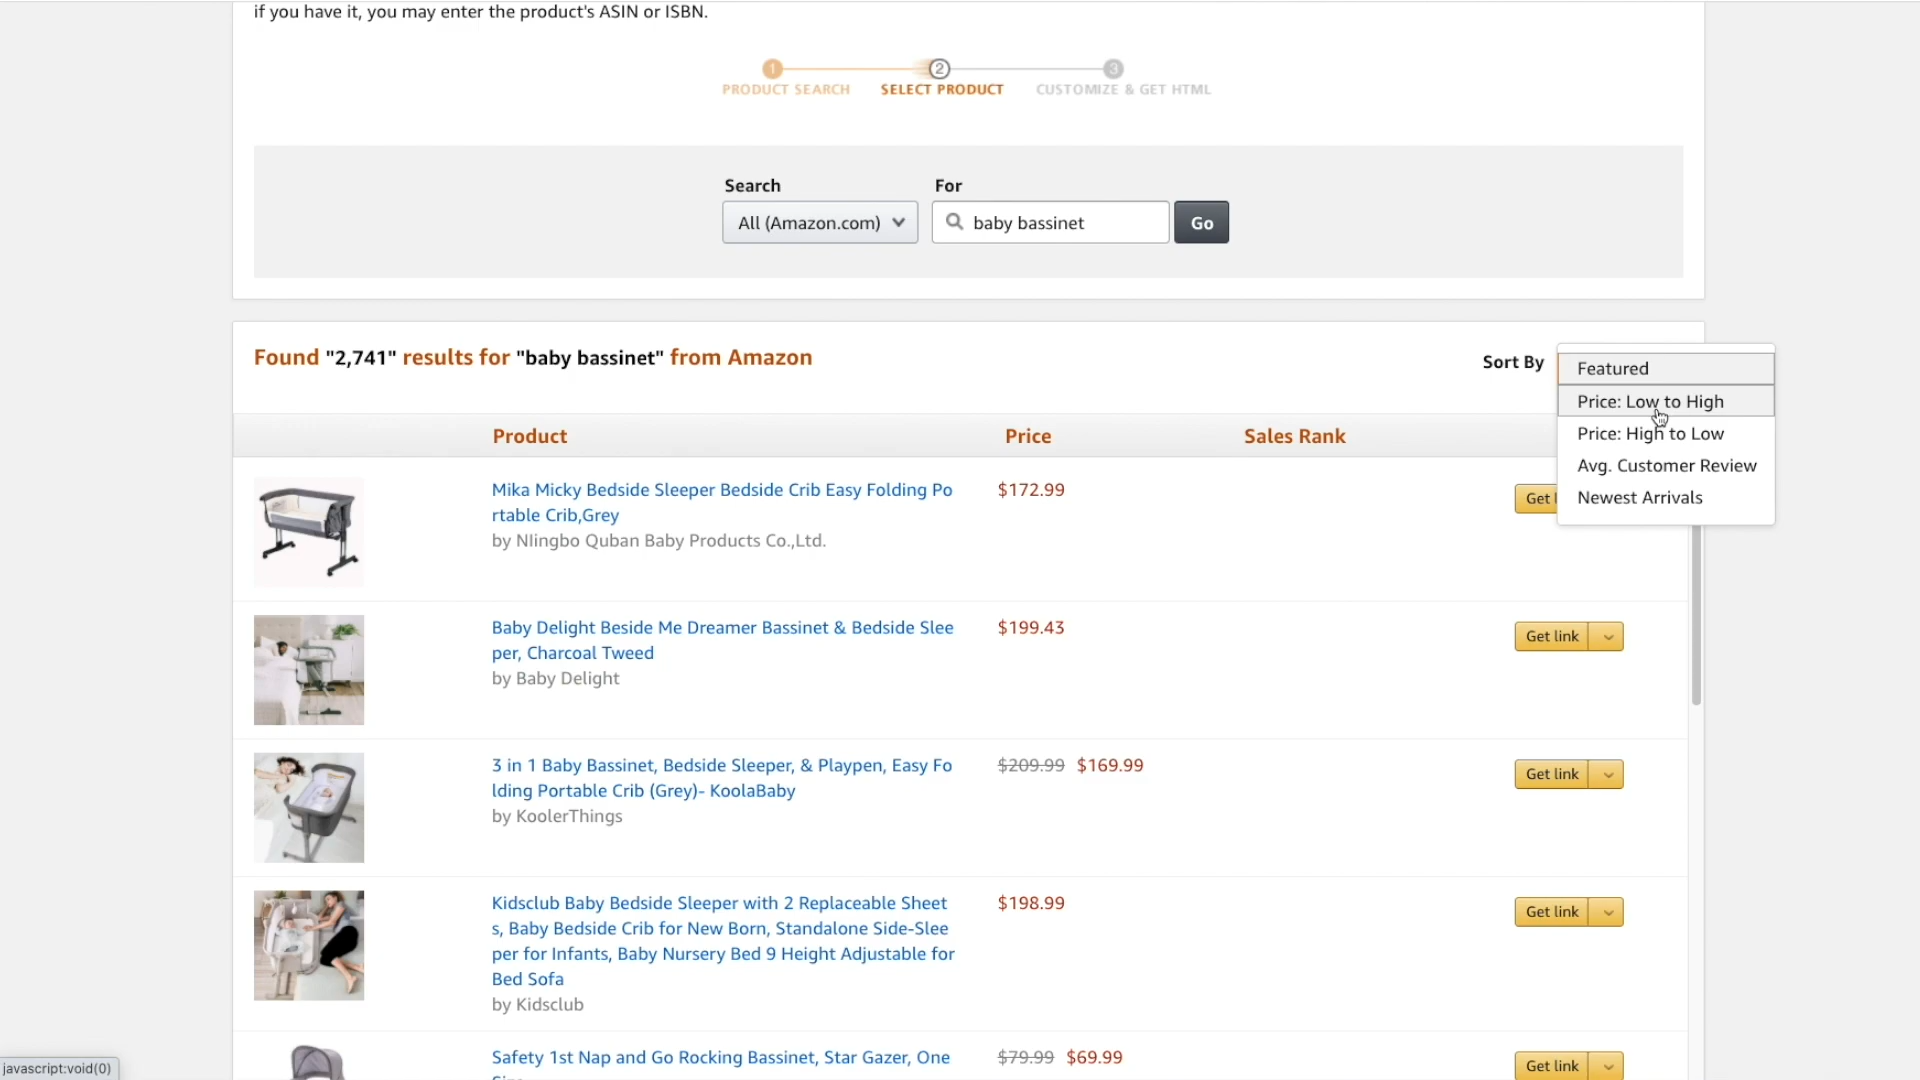 if you have it, you may enter the product's ASIN or ISBN.
1
2
3
PRODUCT SEARCH
SELECT PRODUCT
CUSTOMIZE & GET HTML
Search
For
All (Amazon.com)
baby bassinet
Go
Found "2,741" results for "baby bassinet" from Amazon
Sort By
Featured
Price: Low to High
Price: High to Low
Avg. Customer Review
Newest Arrivals
Product
Price
Sales Rank
Mika Micky Bedside Sleeper Bedside Crib Easy Folding Po
rtable Crib,Grey
by NIingbo Quban Baby Products Co.,Ltd.
$172.99
Get
Baby Delight Beside Me Dreamer Bassinet & Bedside Slee
per, Charcoal Tweed
by Baby Delight
$199.43
Get link
3 in 1 Baby Bassinet, Bedside Sleeper, & Playpen, Easy Fo
lding Portable Crib (Grey)- KoolaBaby
by KoolerThings
$209.99 $169.99
Get link
Kidsclub Baby Bedside Sleeper with 2 Replaceable Sheet
s, Baby Bedside Crib for New Born, Standalone Side-Slee
per for Infants, Baby Nursery Bed 9 Height Adjustable for
Bed Sofa
by Kidsclub
$198.99
Get link
Safety 1st Nap and Go Rocking Bassinet, Star Gazer, One
$79.99 $69.99
Get link
javascript:void(0)